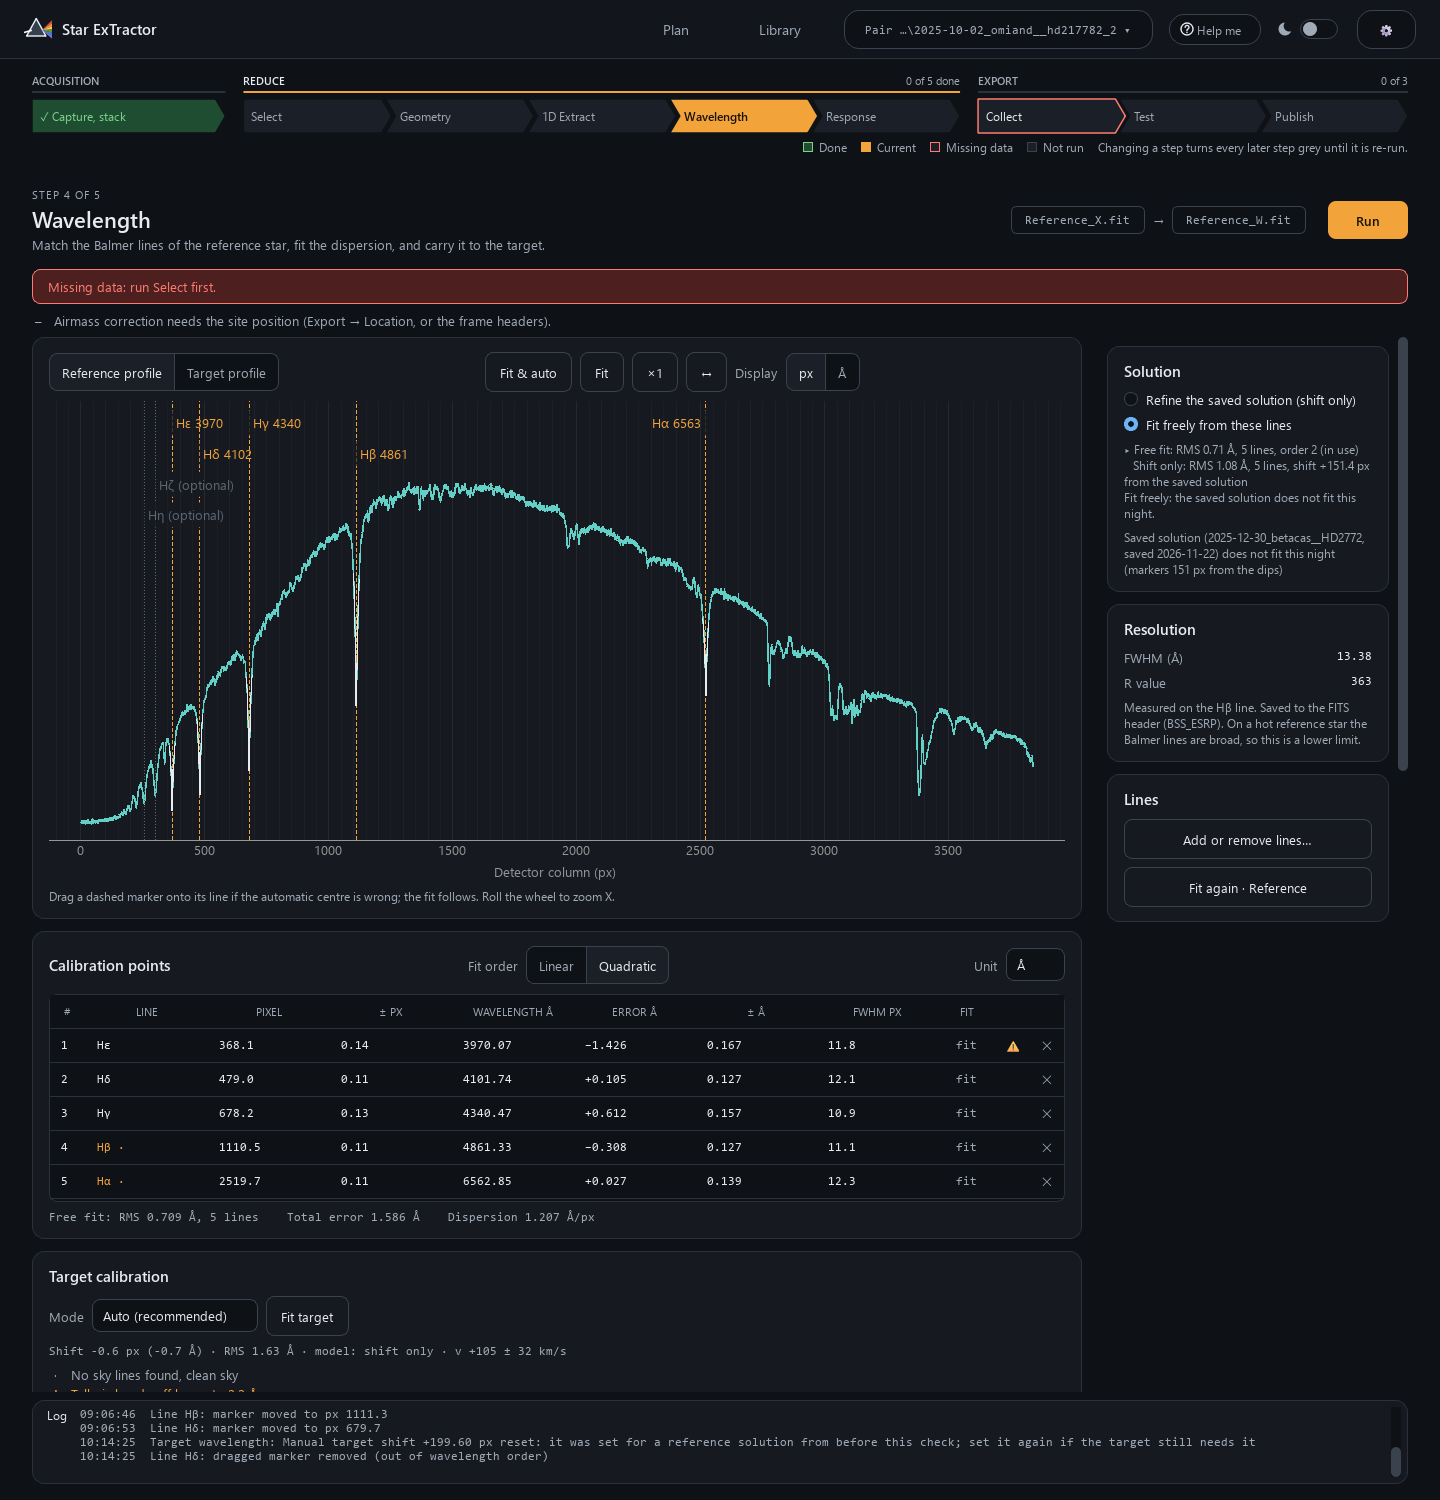 Star ExTractor
Plan
Library
Pair …\2025-10-02_omiand__hd217782_2 ▾
Help me
ACQUISITION
REDUCE
0 of 5 done
EXPORT
0 of 3
✓ Capture, stack
Select
Geometry
1D Extract
Wavelength
Response
Collect
Test
Publish
Done
Current
Missing data
Not run
Changing a step turns every later step grey until it is re-run.
STEP 4 OF 5
Wavelength
Reference_X.fit → Reference_W.fit
Run
Match the Balmer lines of the reference star, fit the dispersion, and carry it to the target.
Missing data: run Select first.
– Airmass correction needs the site position (Export → Location, or the frame headers).
Reference profile
Target profile
Fit & auto
Fit
×1
↔
Display
px
Å
Hε 3970
Hγ 4340
Hα 6563
Hδ 4102
Hβ 4861
Hζ (optional)
Hη (optional)
0
500
1000
1500
2000
2500
3000
3500
Detector column (px)
Drag a dashed marker onto its line if the automatic centre is wrong; the fit follows. Roll the wheel to zoom X.
Solution
Refine the saved solution (shift only)
Fit freely from these lines
▸ Free fit: RMS 0.71 Å, 5 lines, order 2 (in use)
Shift only: RMS 1.08 Å, 5 lines, shift +151.4 px
from the saved solution
Fit freely: the saved solution does not fit this
night.
Saved solution (2025-12-30_betacas__HD2772,
saved 2026-11-22) does not fit this night
(markers 151 px from the dips)
Resolution
FWHM (Å) 13.38
R value 363
Measured on the Hβ line. Saved to the FITS
header (BSS_ESRP). On a hot reference star the
Balmer lines are broad, so this is a lower limit.
Lines
Add or remove lines…
Fit again · Reference
Calibration points
Fit order
Linear
Quadratic
Unit
Å
# LINE PIXEL ± PX WAVELENGTH Å ERROR Å ± Å FWHM PX FIT
1 Hε 368.1 0.14 3970.07 −1.426 0.167 11.8 fit ×
2 Hδ 479.0 0.11 4101.74 +0.105 0.127 12.1 fit ×
3 Hγ 678.2 0.13 4340.47 +0.612 0.157 10.9 fit ×
4 Hβ · 1110.5 0.11 4861.33 −0.308 0.127 11.1 fit ×
5 Hα · 2519.7 0.11 6562.85 +0.027 0.139 12.3 fit ×
Free fit: RMS 0.709 Å, 5 lines Total error 1.586 Å Dispersion 1.207 Å/px
Target calibration
Mode
Auto (recommended)
Fit target
Shift -0.6 px (-0.7 Å) · RMS 1.63 Å · model: shift only · v +105 ± 32 km/s
· No sky lines found, clean sky
Log
09:06:46 Line Hβ: marker moved to px 1111.3
09:06:53 Line Hδ: marker moved to px 679.7
10:14:25 Target wavelength: Manual target shift +199.60 px reset: it was set for a reference solution from before this check; set it again if the target still needs it
10:14:25 Line Hδ: dragged marker removed (out of wavelength order)